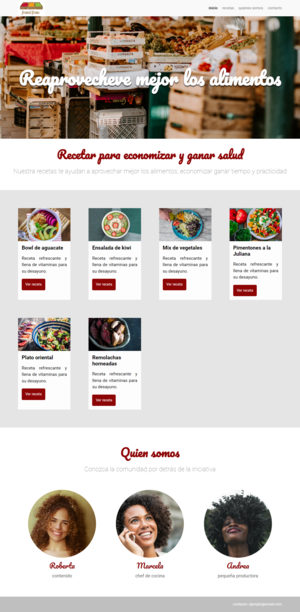 inicio recetas quienes somos contacto
Reaprovecheve mejor los alimentos
Recetar para economizar y ganar salud
Nuestra recetas te ayudan a aprovechar mejor los alimentos, economizar ganar tiempo y practicidad
Bowl de aguacate
Receta refrescante y
llena de vitaminas para
su desayuno.
Ver receta
Ensalada de kiwi
Receta refrescante y
llena de vitaminas para
su desayuno.
Ver receta
Mix de vegetales
Receta refrescante y
llena de vitaminas para
su desayuno.
Ver receta
Pimentones a la
Juliana
Receta refrescante y
llena de vitaminas para
su desayuno.
Ver receta
Plato oriental
Receta refrescante y
llena de vitaminas para
su desayuno.
Ver receta
Remolachas
horneadas
Receta refrescante y
llena de vitaminas para
su desayuno.
Ver receta
Quien somos
Conozca la comunidad por detrás de la iniciativa
Roberta
contenido
Marcela
chef de cocina
Andrea
pequeña productora